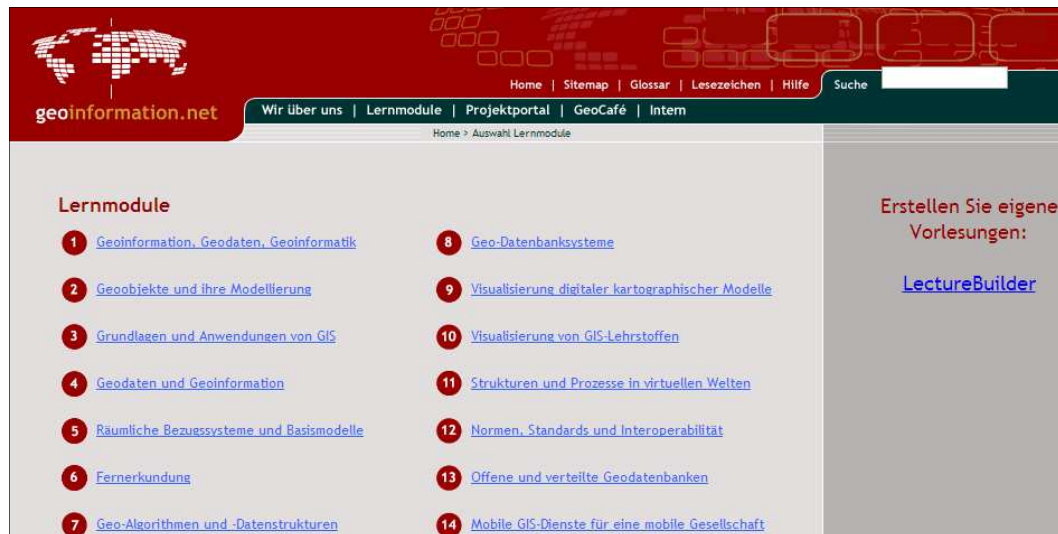 Home | Sitemap | Glossar | Lesezeichen | Hilfe
Suche
geoinformation.net
Wir über uns | Lernmodule | Projektportal | GeoCafé | Intern
Home > Auswahl Lernmodule
Lernmodule
1 Geoinformation, Geodaten, Geoinformatik
2 Geoobjekte und ihre Modellierung
3 Grundlagen und Anwendungen von GIS
4 Geodaten und Geoinformation
5 Räumliche Bezugssysteme und Basismodelle
6 Fernerkundung
7 Geo-Algorithmen und -Datenstrukturen
8 Geo-Datenbanksysteme
9 Visualisierung digitaler kartographischer Modelle
10 Visualisierung von GIS-Lehrstoffen
11 Strukturen und Prozesse in virtuellen Welten
12 Normen, Standards und Interoperabilität
13 Offene und verteilte Geodatenbanken
14 Mobile GIS-Dienste für eine mobile Gesellschaft
Erstellen Sie eigene
Vorlesungen:
LectureBuilder